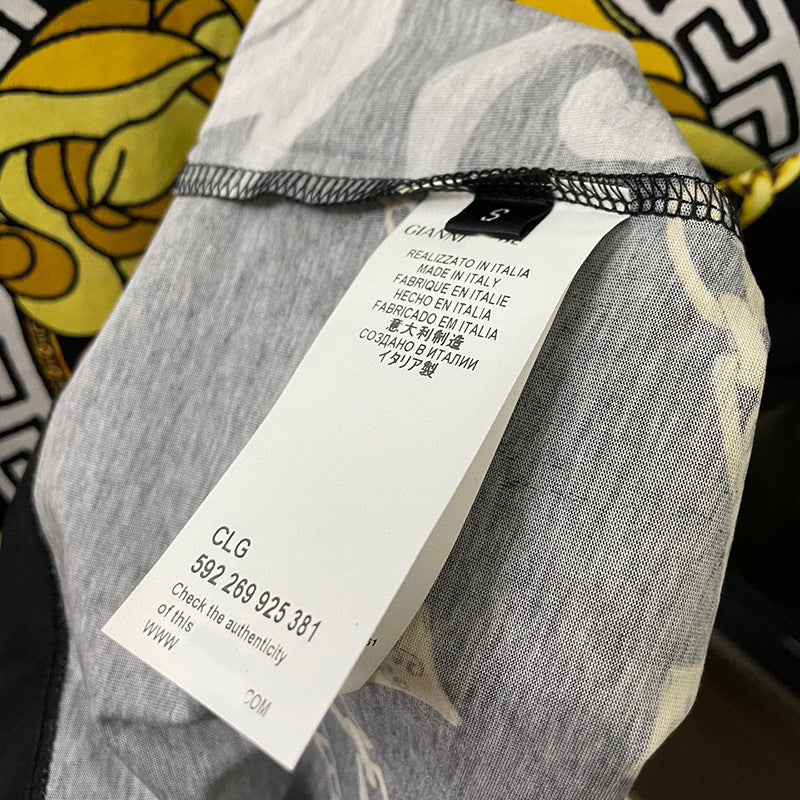 S
GIANNI
REALIZZATO IN ITALIA
MADE IN ITALY
FABRIQUE EN ITALIE
HECHO EN ITALIA
FABRICADO EM ITALIA
意大利制造
СОЗДАНО В ИТАЛИИ
イタリア製
CLG
592 269 925 381
Check the authenticity
of this
WWW
COM